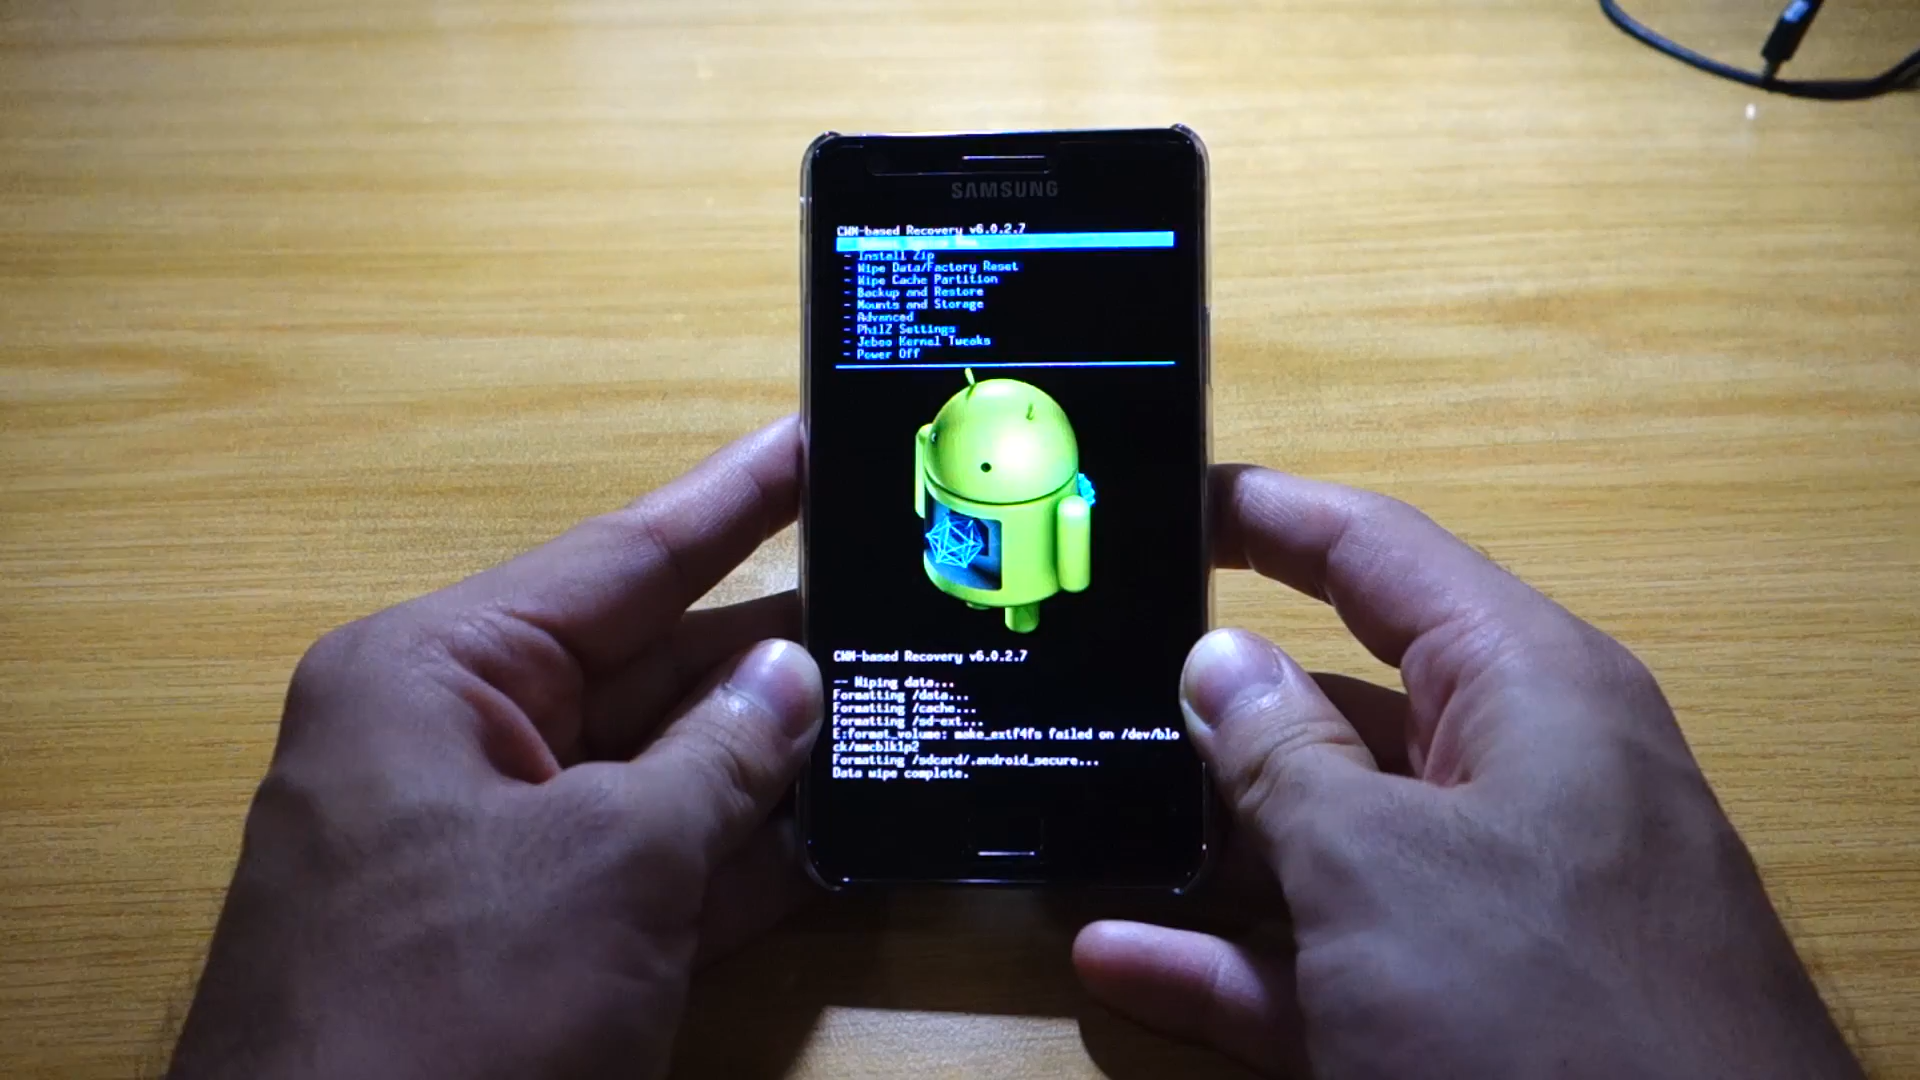 SAMSUNG
CWM-based Recovery v6.0.2.7
- Install Zip
- Wipe Data/Factory Reset
- Wipe Cache Partition
- Backup and Restore
- Mounts and Storage
- Advanced
- PhilZ Settings
- Jeboo Kernel Tweaks
- Power Off
CWM-based Recovery v6.0.2.7
-- Wiping data...
Formatting /data...
Formatting /cache...
Formatting /sd-ext...
E:format_volume: make_extf4fs failed on /dev/blo
ck/mmcblk1p2
Formatting /sdcard/.android_secure...
Data wipe complete.